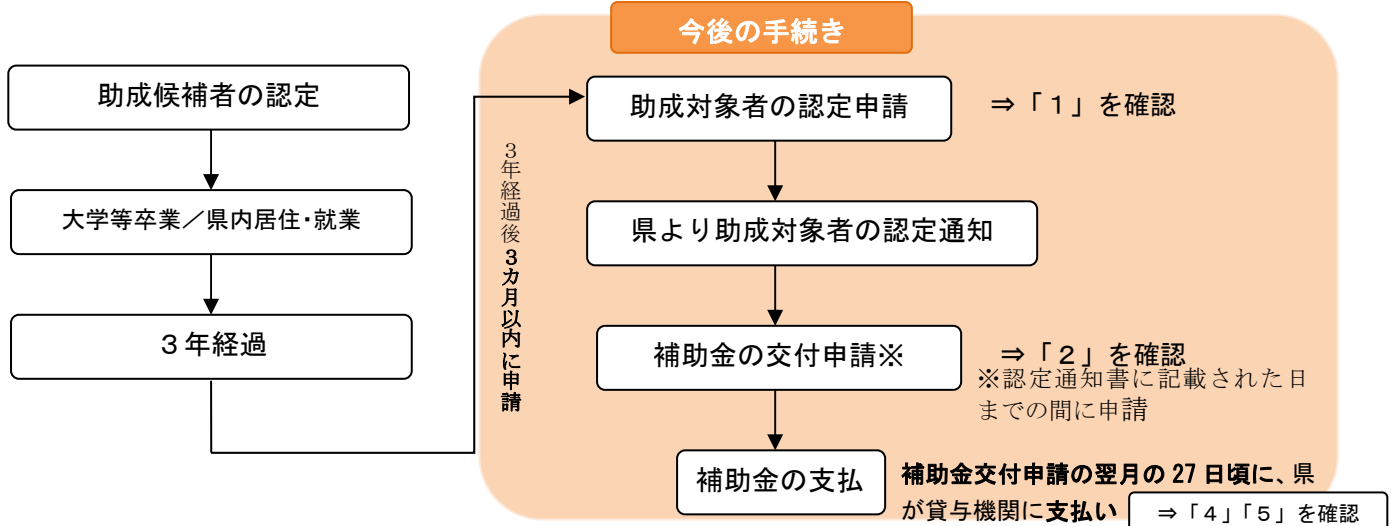 今後の手続き
助成候補者の認定
大学等卒業／県内居住・就業
３年経過
３年経過後３カ月以内に申請
助成対象者の認定申請
⇒「１」を確認
県より助成対象者の認定通知
補助金の交付申請※
⇒「２」を確認
※認定通知書に記載された日
までの間に申請
補助金の支払
補助金交付申請の翌月の 27 日頃に、県
が貸与機関に支払い
⇒「４」「５」を確認